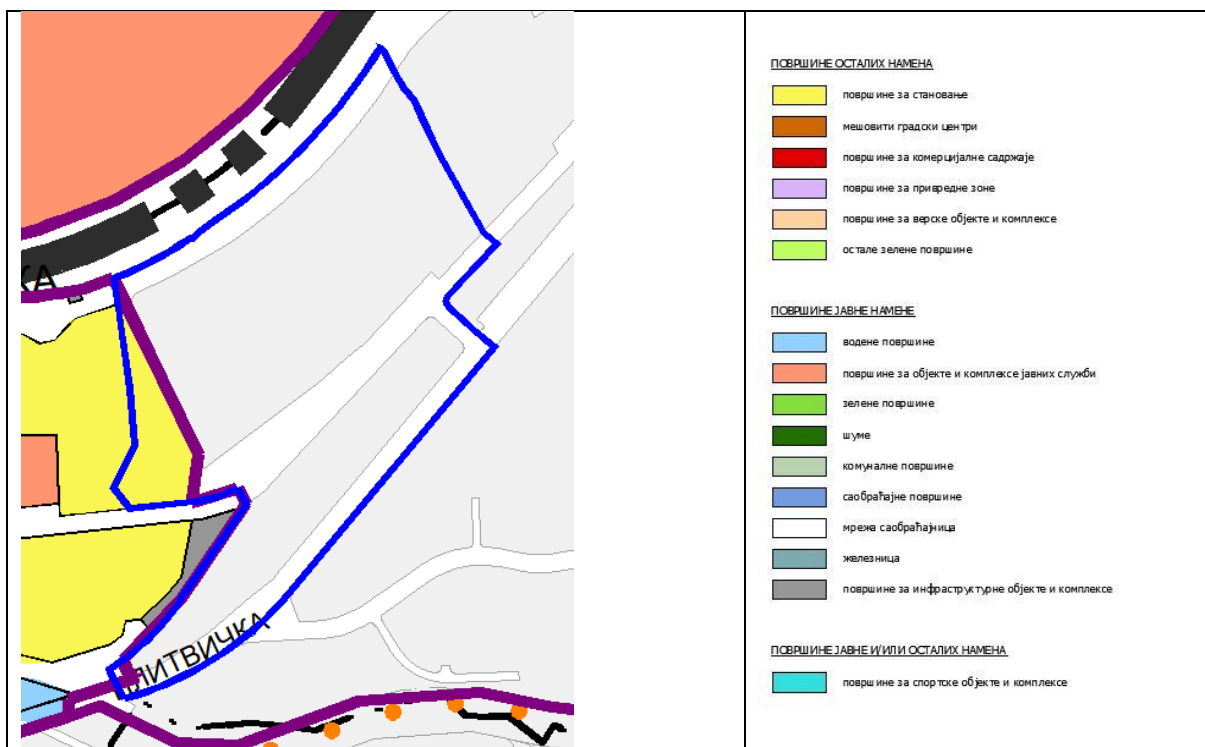 КА
ЛИТВИЧКА
ПОВРШИНЕ ОСТАЛИХ НАМЕНА
површине за становање
мешовити градски центри
површине за комерцијалне садржаје
површине за привредне зоне
површине за верске објекте и комплексе
остале зелене површине
ПОВРШИНЕ ЈАВНЕ НАМЕНЕ
водене површине
површине за објекте и комплексе јавних служби
зелене површине
шуме
комуналне површине
саобраћајне површине
мрежа саобраћајница
железница
површине за инфраструктурне објекте и комплексе
ПОВРШИНЕ ЈАВНЕ И/ИЛИ ОСТАЛИХ НАМЕНА
површине за спортске објекте и комплексе